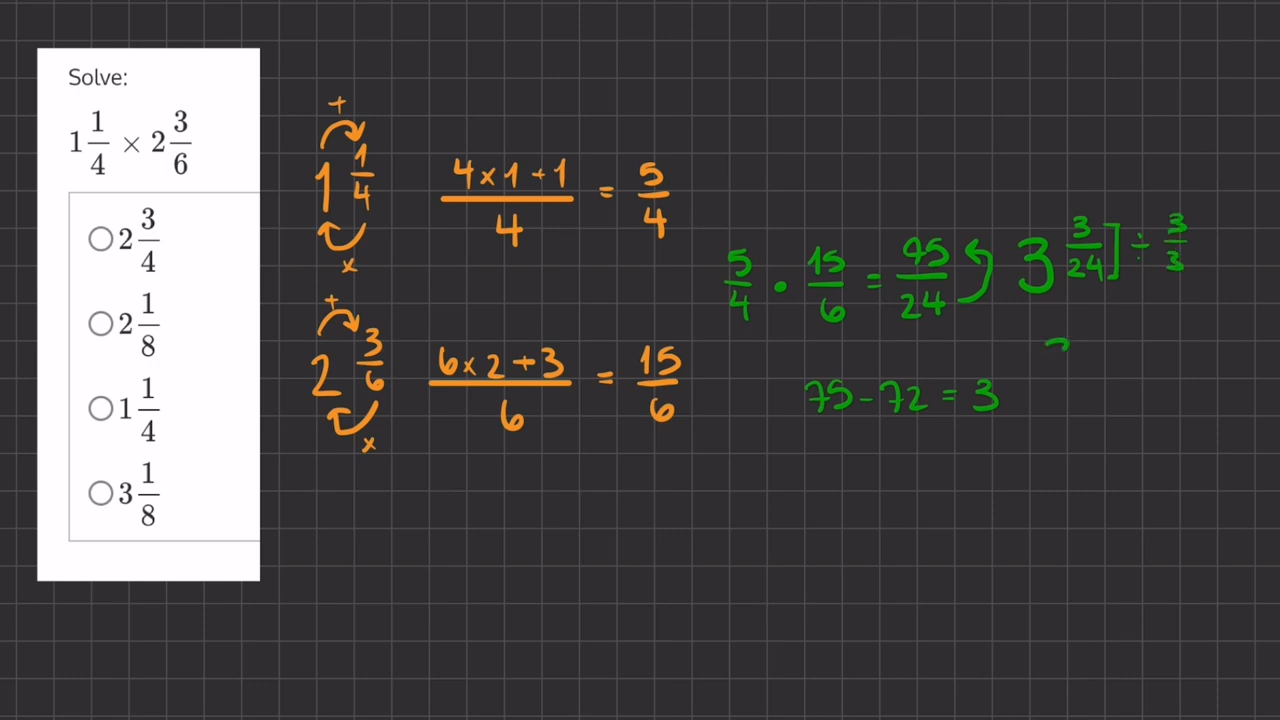 Solve:
1 1/4 × 2 3/6
2 3/4
2 1/8
1 1/4
3 1/8
+
1 1/4
x
4 x 1 + 1 / 4 = 5/4
+
2 3/6
x
6 x 2 + 3 / 6 = 15/6
5/4 · 15/6 = 95/24 3 3/24 ] ÷ 3/3
75 - 72 = 3